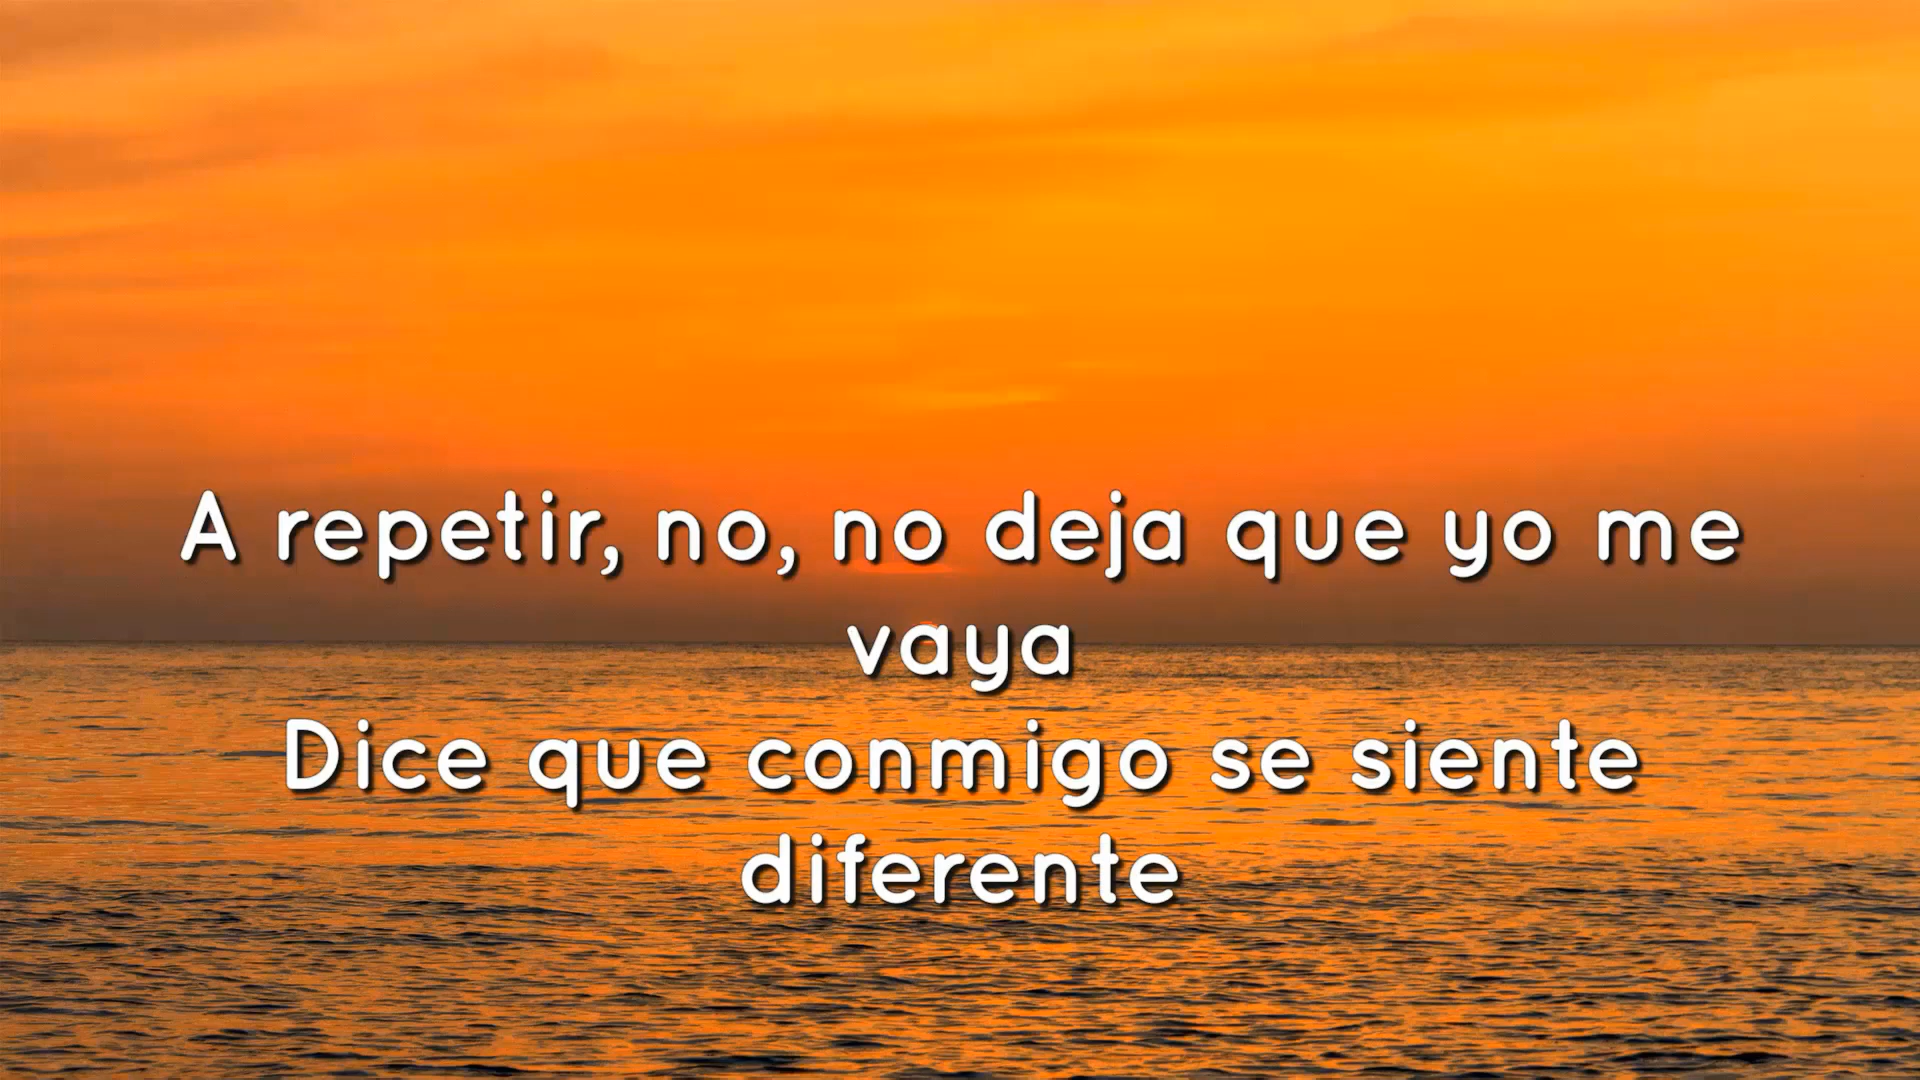 A repetir, no, no deja que yo me
vaya
Dice que conmigo se siente
diferente